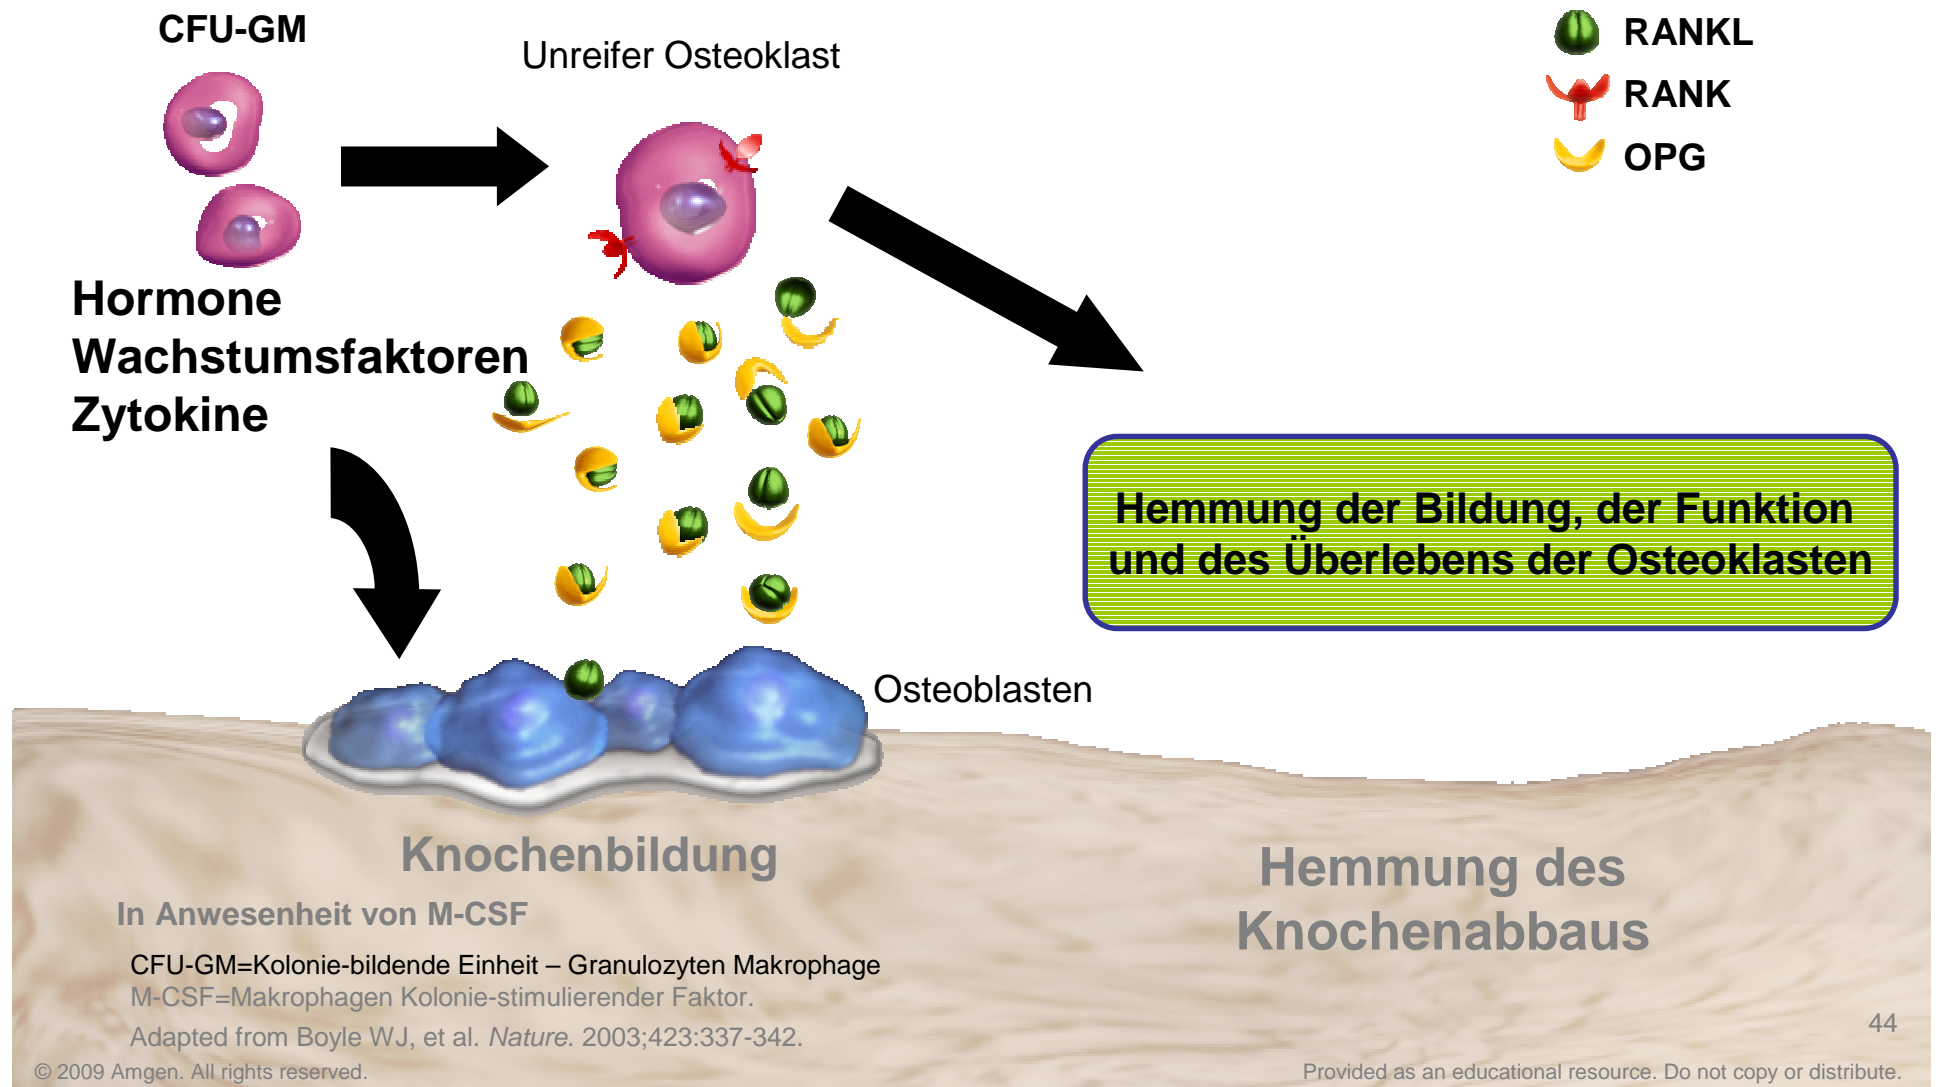 CFU-GM
Unreifer Osteoklast
RANKL
RANK
OPG
Hormone
Wachstumsfaktoren
Zytokine
Hemmung der Bildung, der Funktion
und des Überlebens der Osteoklasten
Osteoblasten
Knochenbildung
Hemmung des
Knochenabbaus
In Anwesenheit von M-CSF
CFU-GM=Kolonie-bildende Einheit – Granulozyten Makrophage
M-CSF=Makrophagen Kolonie-stimulierender Faktor.
Adapted from Boyle WJ, et al. Nature. 2003;423:337-342.
44
© 2009 Amgen. All rights reserved.
Provided as an educational resource. Do not copy or distribute.